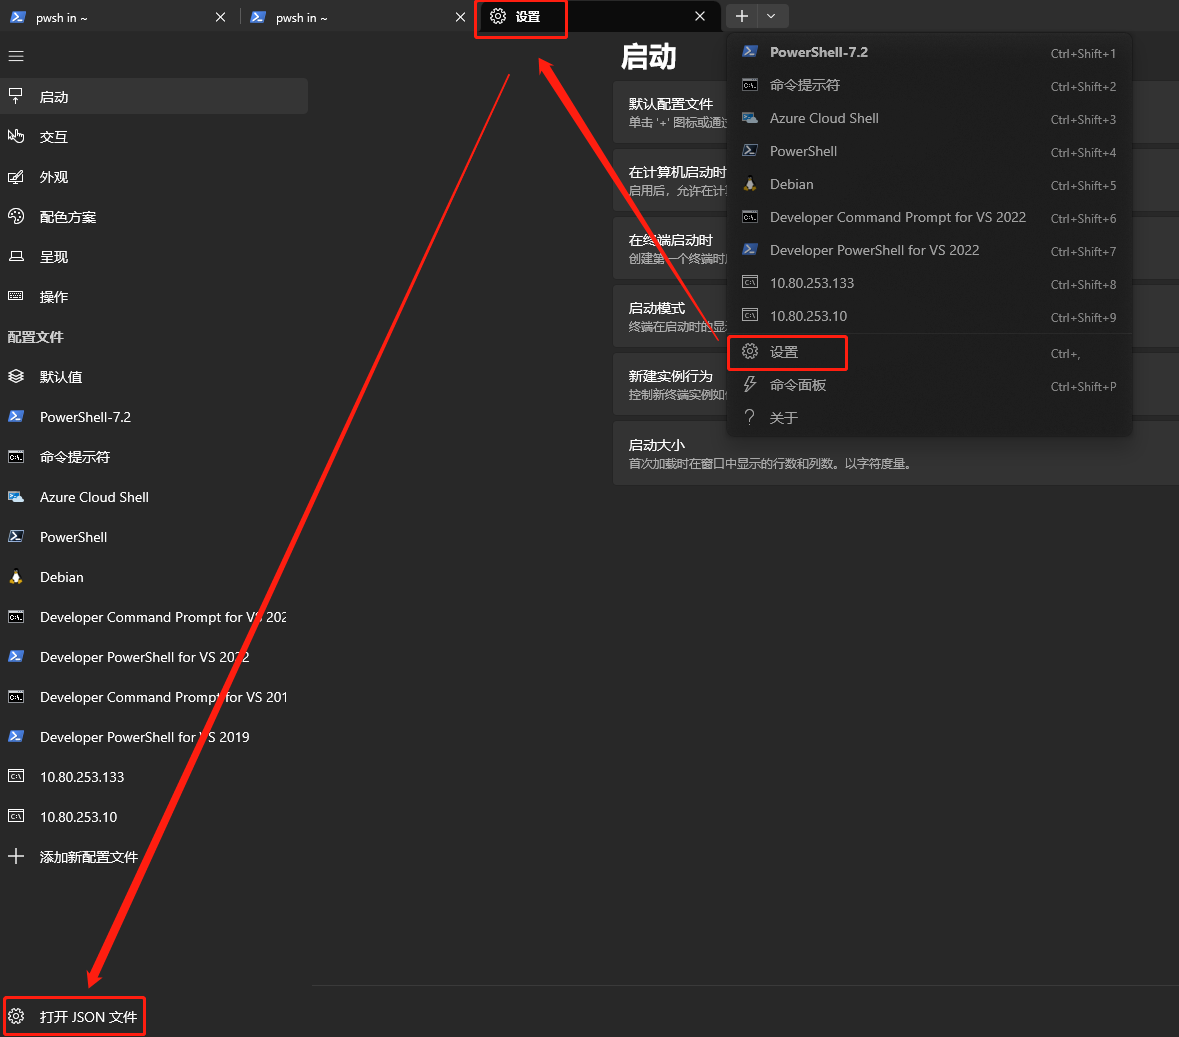 pwsh in ~
pwsh in ~
设置
启动
交互
外观
配色方案
呈现
操作
配置文件
默认值
PowerShell-7.2
命令提示符
Azure Cloud Shell
PowerShell
Debian
Developer Command Prompt for VS 202
Developer PowerShell for VS 2022
Developer Command Prompt for VS 201
Developer PowerShell for VS 2019
10.80.253.133
10.80.253.10
添加新配置文件
打开 JSON 文件
启动
默认配置文件
单击 '+' 图标或通过
在计算机启动时
启用后，允许在计
在终端启动时
创建第一个终端时
启动模式
终端在启动时的显
新建实例行为
控制新终端实例如
启动大小
首次加载时在窗口中显示的行数和列数。以字符度量。
PowerShell-7.2 Ctrl+Shift+1
命令提示符 Ctrl+Shift+2
Azure Cloud Shell Ctrl+Shift+3
PowerShell Ctrl+Shift+4
Debian Ctrl+Shift+5
Developer Command Prompt for VS 2022 Ctrl+Shift+6
Developer PowerShell for VS 2022 Ctrl+Shift+7
10.80.253.133 Ctrl+Shift+8
10.80.253.10 Ctrl+Shift+9
设置 Ctrl+,
命令面板 Ctrl+Shift+P
关于